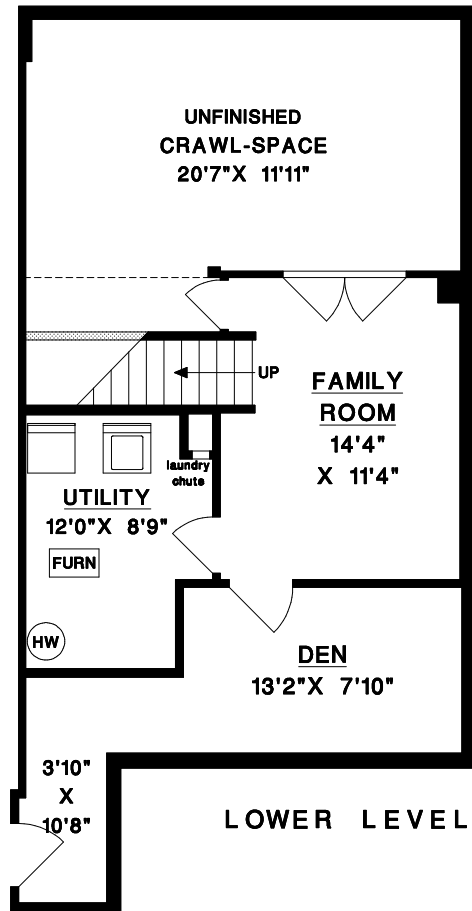 UNFINISHED
CRAWL-SPACE
20'7"X 11'11"
UP
FAMILY
ROOM
14'4"
X 11'4"
laundry
chute
UTILITY
12'0"X 8'9"
FURN
HW
DEN
13'2"X 7'10"
3'10"
X
10'8"
LOWER LEVEL